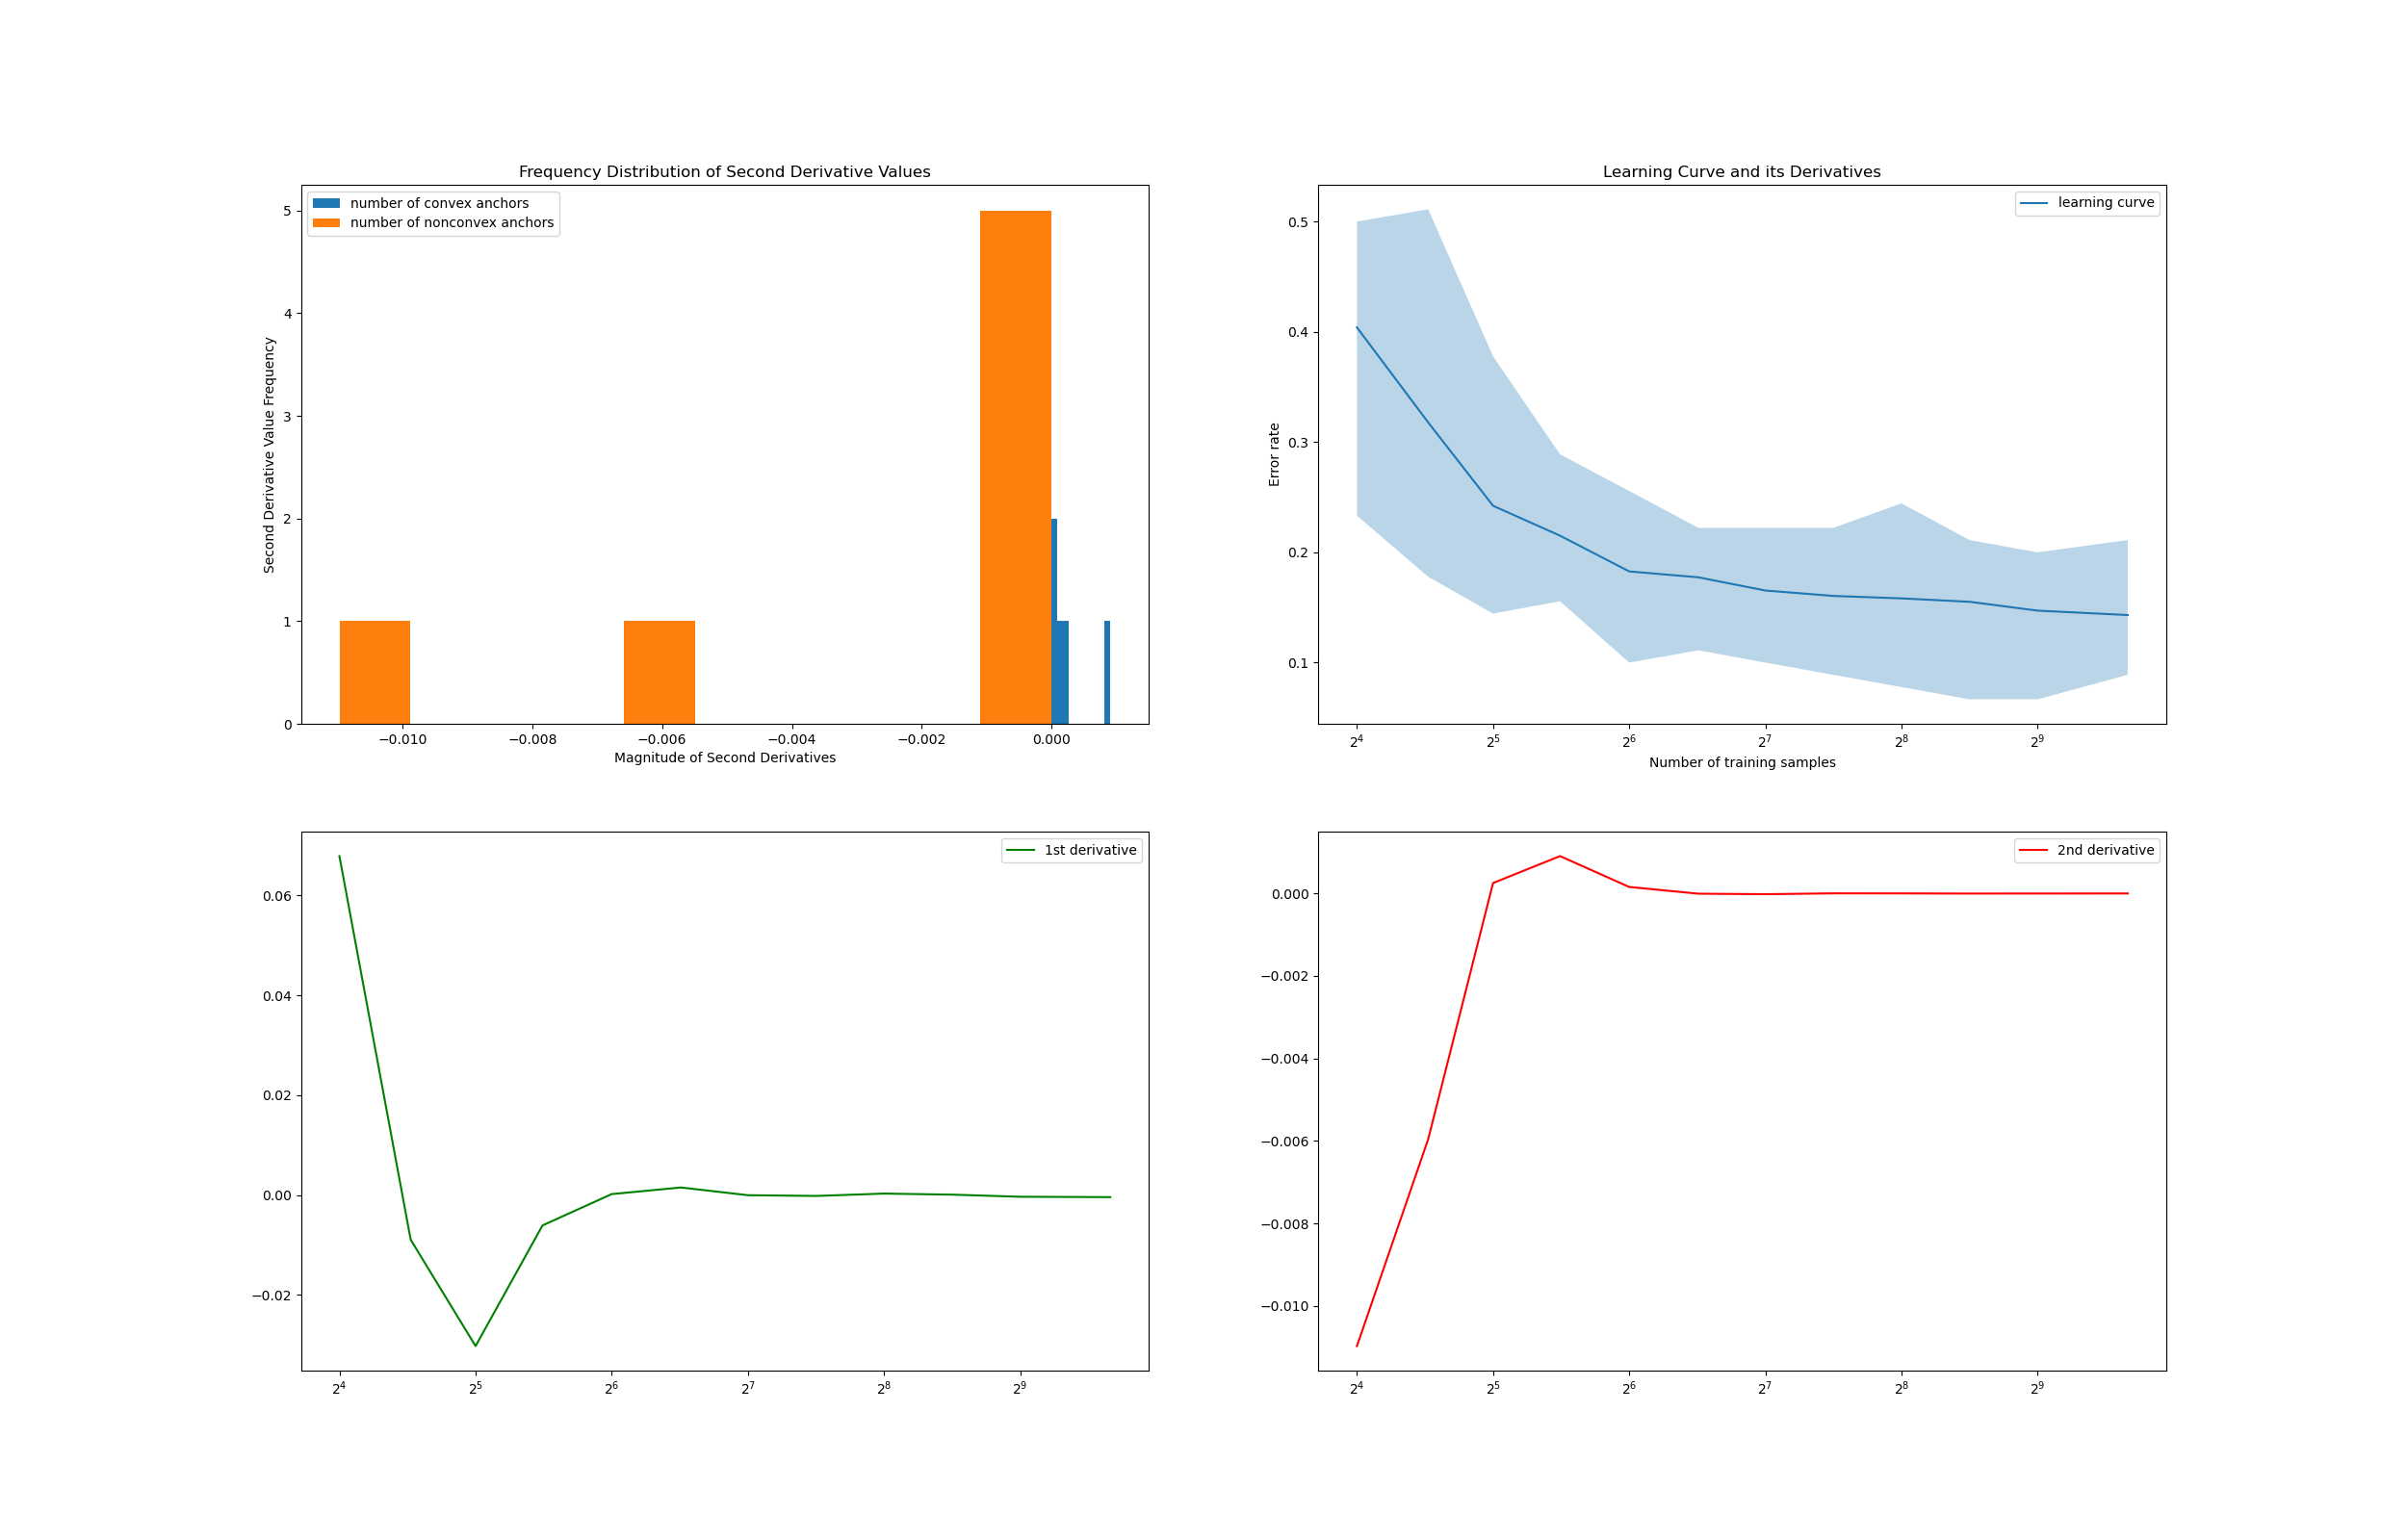 Frequency Distribution of Second Derivative Values
number of convex anchors
number of nonconvex anchors
5
4
3
2
1
0
Second Derivative Value Frequency
−0.010 −0.008 −0.006 −0.004 −0.002 0.000
Magnitude of Second Derivatives
Learning Curve and its Derivatives
learning curve
0.5
0.4
0.3
0.2
0.1
Error rate
2⁴ 2⁵ 2⁶ 2⁷ 2⁸ 2⁹
Number of training samples
1st derivative
0.06
0.04
0.02
0.00
−0.02
2⁴ 2⁵ 2⁶ 2⁷ 2⁸ 2⁹
2nd derivative
0.000
−0.002
−0.004
−0.006
−0.008
−0.010
2⁴ 2⁵ 2⁶ 2⁷ 2⁸ 2⁹